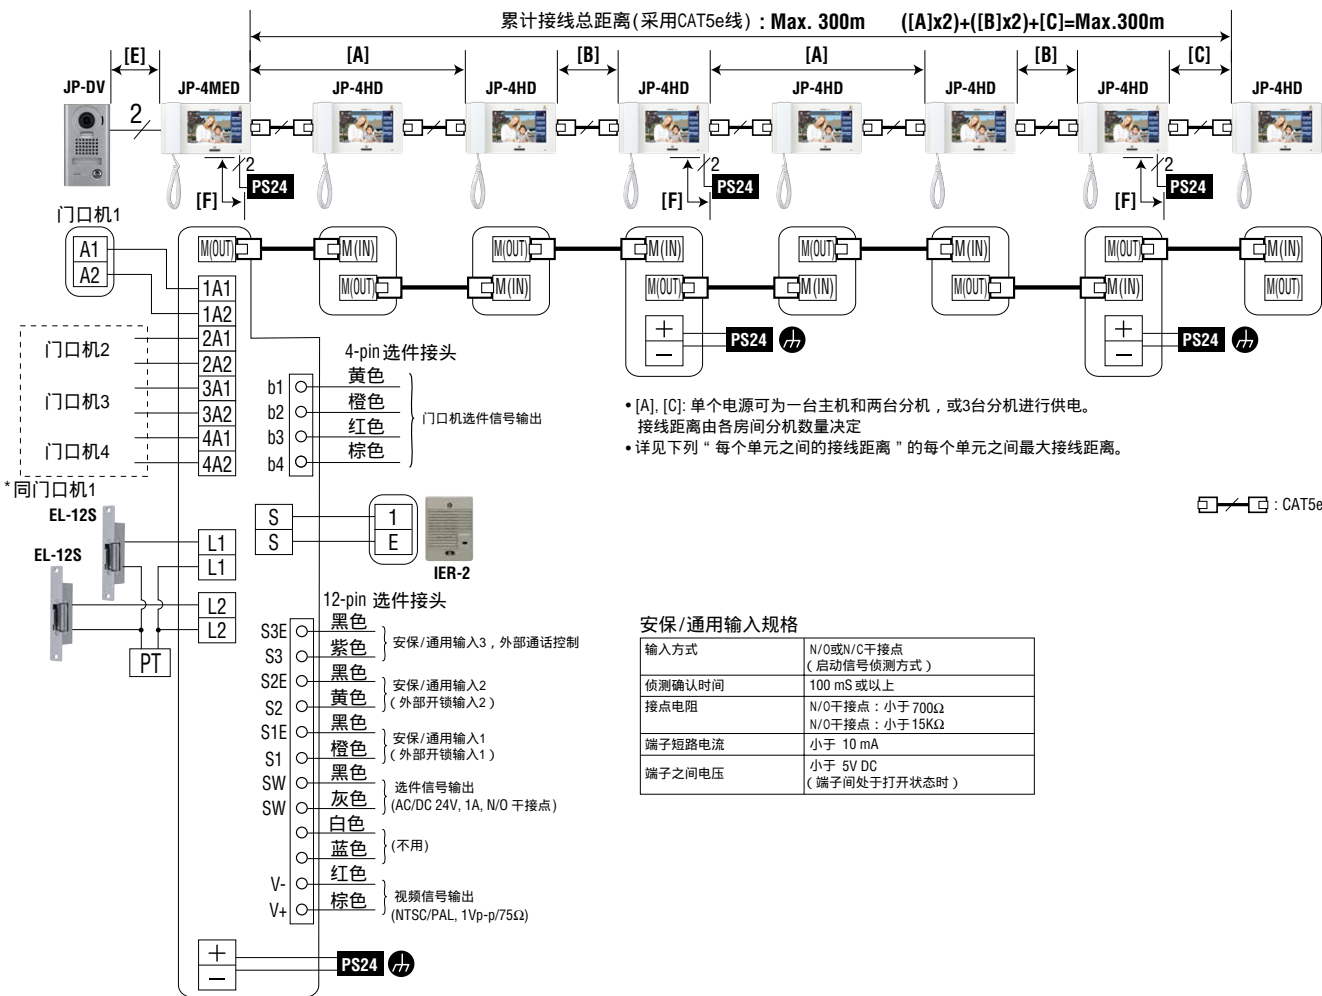 累计接线总距离(采用CAT5e线) : Max. 300m ([A]x2)+([B]x2)+[C]=Max.300m
[E] [A] [B] [A] [B] [C]
JP-DV JP-4MED JP-4HD JP-4HD JP-4HD JP-4HD JP-4HD JP-4HD JP-4HD
2
2 2 2
PS24 PS24 PS24
[F] [F] [F]
门口机1
A1
A2
M(OUT) M(IN) M(OUT) M(IN) M(OUT) M(IN) M(OUT) M(IN)
M(OUT) M(IN) M(OUT) M(IN) M(OUT) M(IN) M(OUT)
1A1
1A2
2A1
2A2
3A1
3A2
4A1
4A2
门口机2
门口机3
门口机4
*同门口机1
+
−
PS24
+
−
PS24
4-pin 选件接头
b1 黄色
b2 橙色
b3 红色
b4 棕色
门口机选件信号输出
• [A], [C]: 单个电源可为一台主机和两台分机，或3台分机进行供电。
接线距离由各房间分机数量决定
• 详见下列“每个单元之间的接线距离”的每个单元之间最大接线距离。
: CAT5e
EL-12S
EL-12S
L1
L1
L2
L2
PT
S 1
S E
IER-2
12-pin 选件接头
S3E 黑色
S3 紫色
安保/通用输入3，外部通话控制
S2E 黑色
S2 黄色
安保/通用输入2
(外部开锁输入2)
S1E 黑色
S1 橙色
安保/通用输入1
(外部开锁输入1)
SW 黑色
SW 灰色
选件信号输出
(AC/DC 24V, 1A, N/O 干接点)
白色
蓝色
(不用)
V- 红色
V+ 棕色
视频信号输出
(NTSC/PAL, 1Vp-p/75Ω)
+
−
PS24
安保/通用输入规格
输入方式 N/O或N/C干接点
(启动信号侦测方式)
侦测确认时间 100 mS 或以上
接点电阻 N/O干接点：小于700Ω
N/O干接点：小于15KΩ
端子短路电流 小于 10 mA
端子之间电压 小于 5V DC
(端子间处于打开状态时)